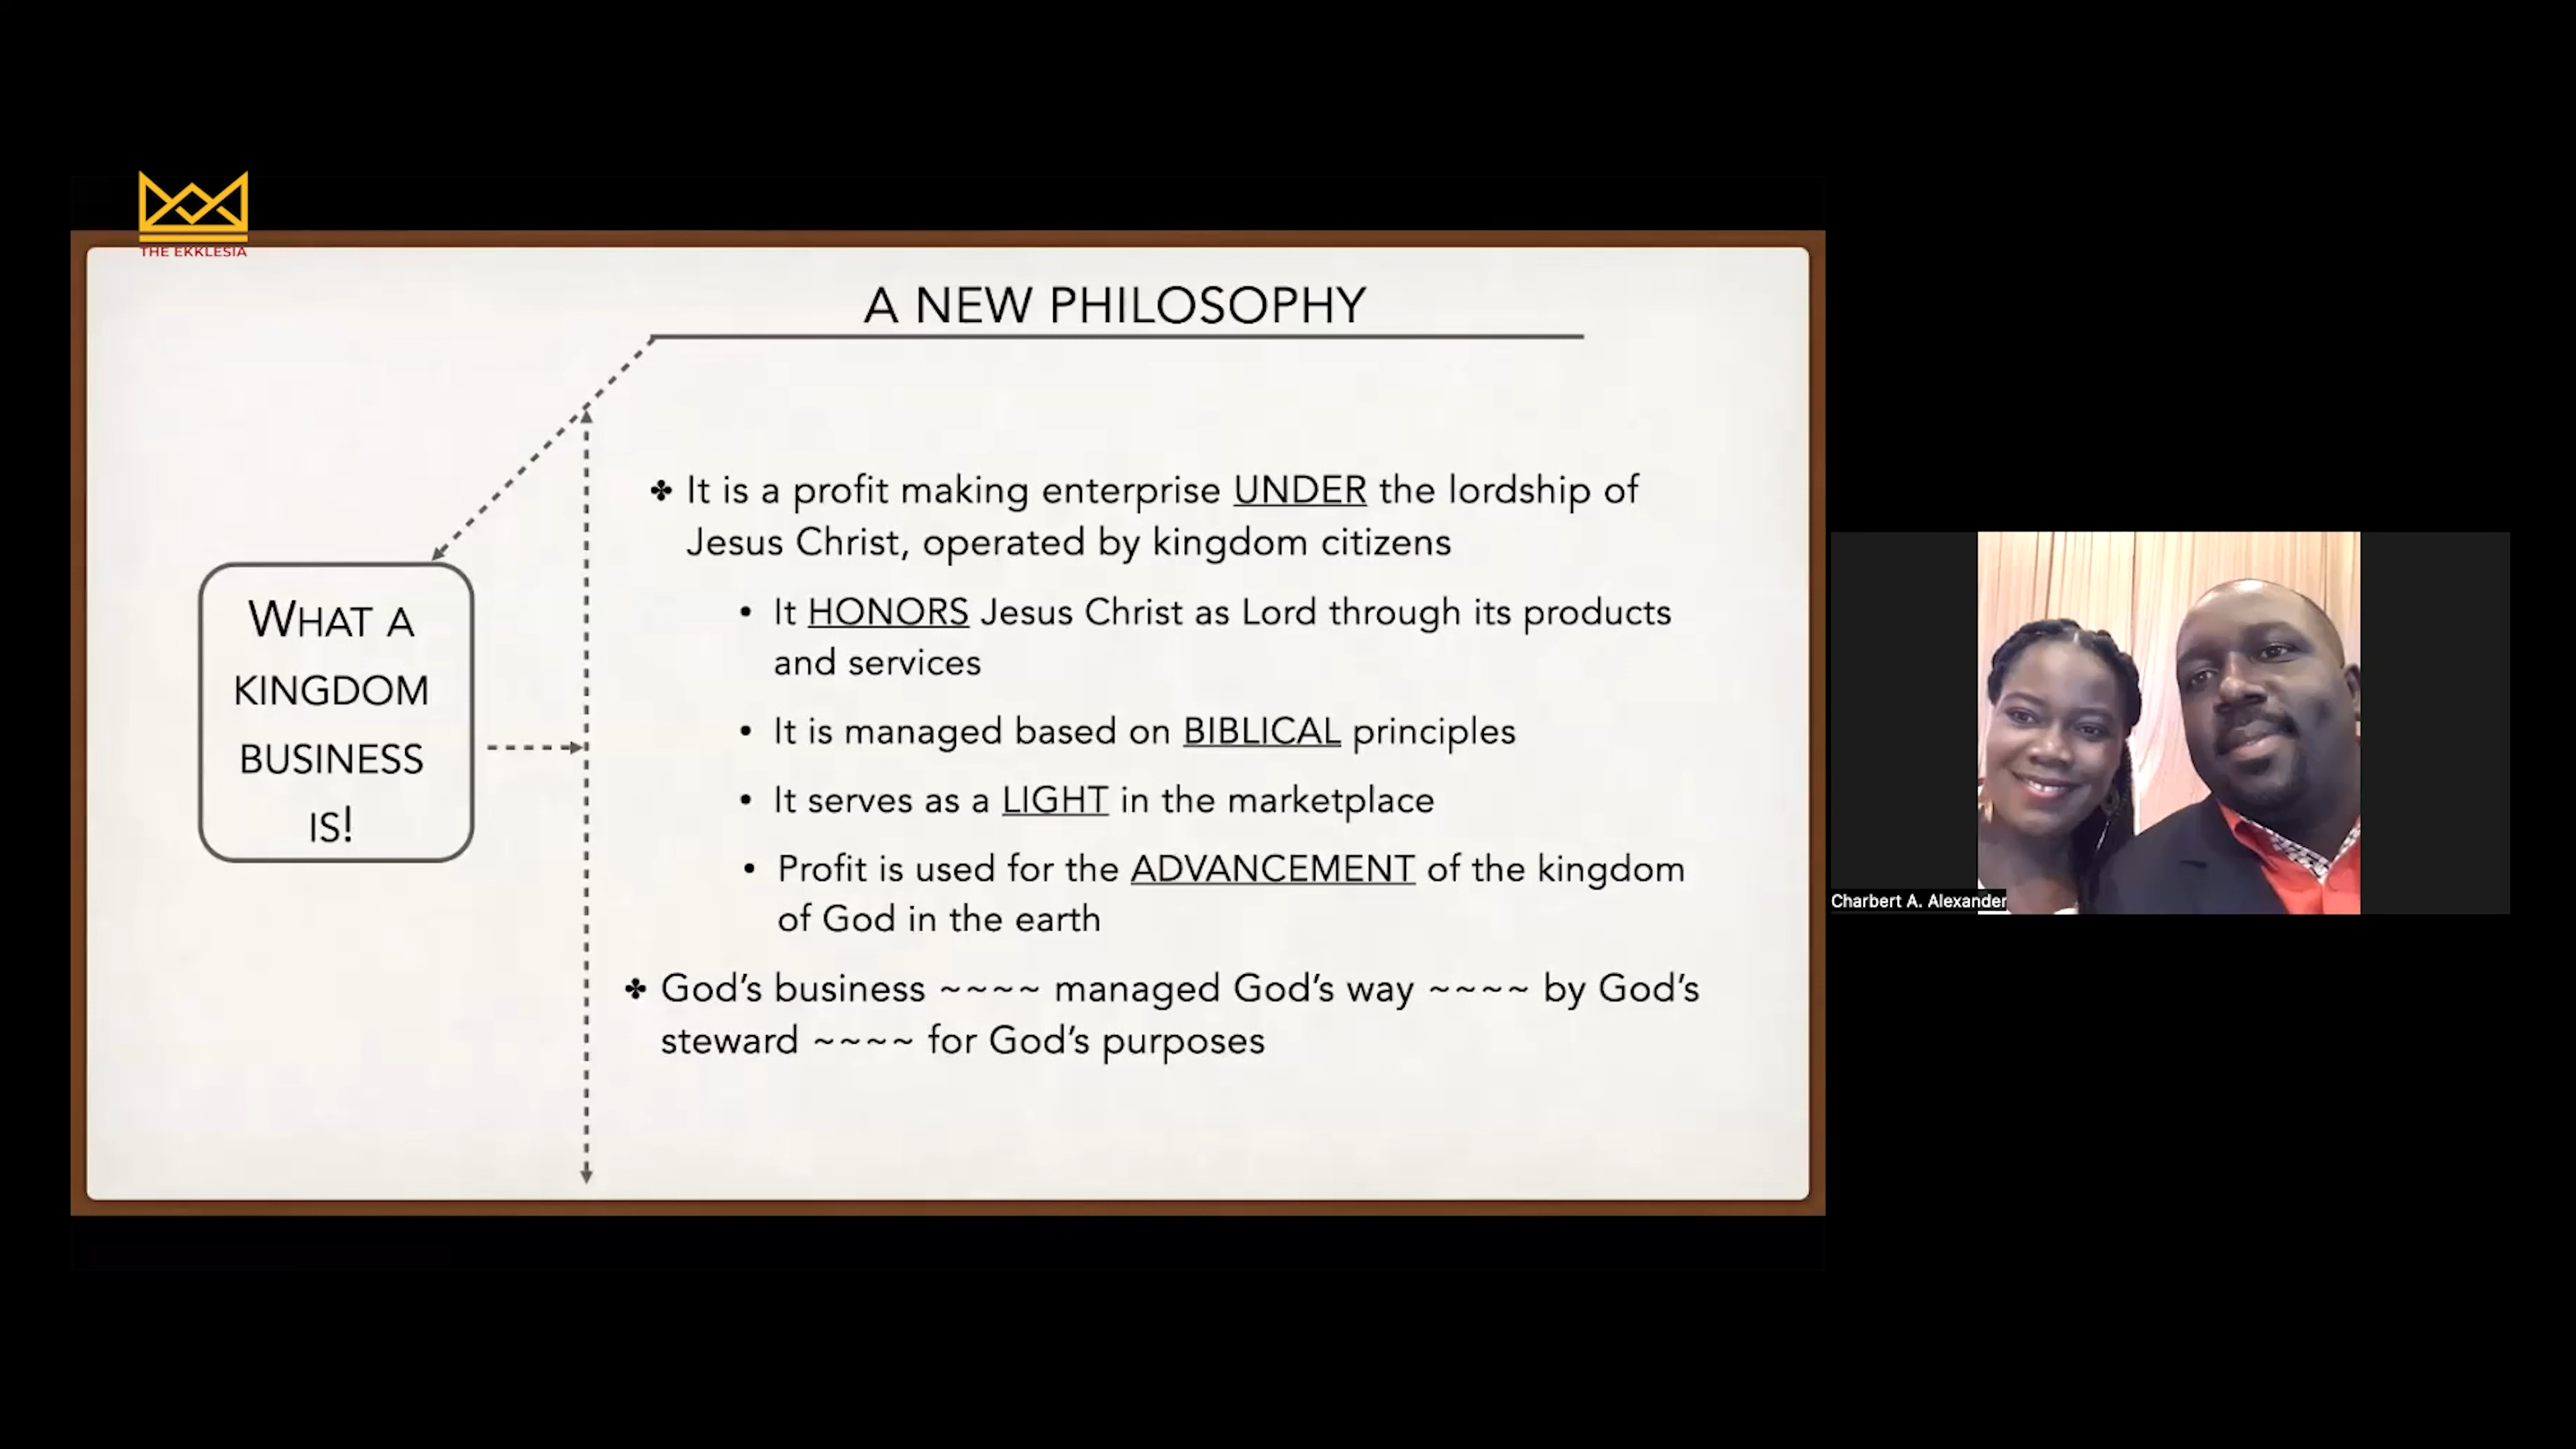 THE EKKLESIA
A NEW PHILOSOPHY
WHAT A
KINGDOM
BUSINESS
IS!
It is a profit making enterprise UNDER the lordship of
Jesus Christ, operated by kingdom citizens
It HONORS Jesus Christ as Lord through its products
and services
It is managed based on BIBLICAL principles
It serves as a LIGHT in the marketplace
Profit is used for the ADVANCEMENT of the kingdom
of God in the earth
God’s business ~~~~ managed God’s way ~~~~ by God’s
steward ~~~~ for God’s purposes
Charbert A. Alexander